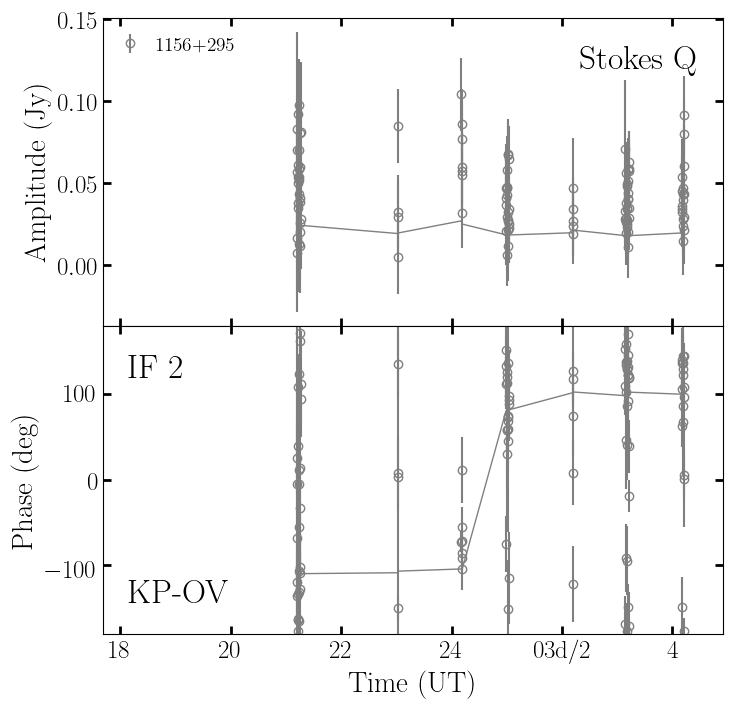 0.15
1156+295
Stokes Q
0.10
0.05
0.00
Amplitude (Jy)
IF 2
100
0
−100
Phase (deg)
KP-OV
18 20 22 24 03d/2 4
Time (UT)